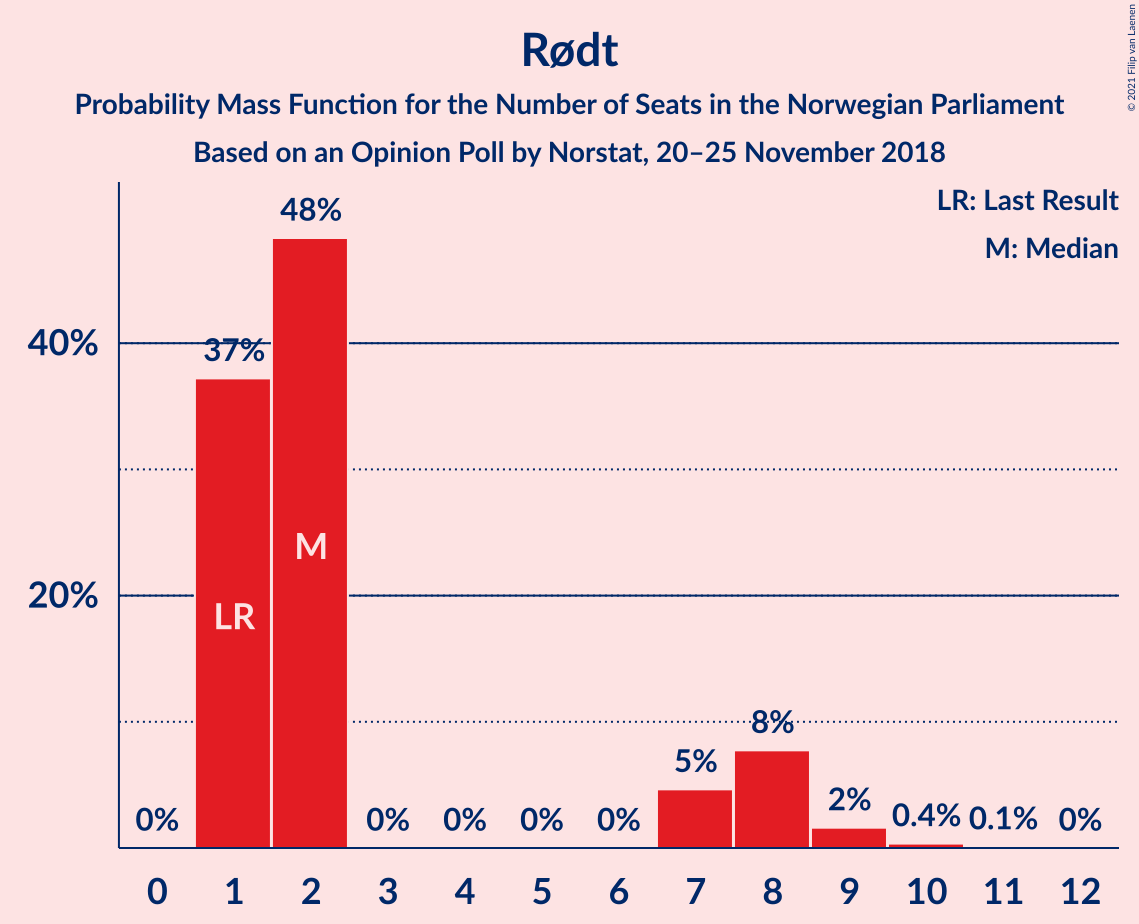 Rødt
Probability Mass Function for the Number of Seats in the Norwegian Parliament
Based on an Opinion Poll by Norstat, 20–25 November 2018
© 2021 Filip van Laenen
LR: Last Result
M: Median
48%
40%
37%
M
20%
LR
8%
5%
2%
0% 0% 0% 0% 0% 0.4% 0.1% 0%
0 1 2 3 4 5 6 7 8 9 10 11 12